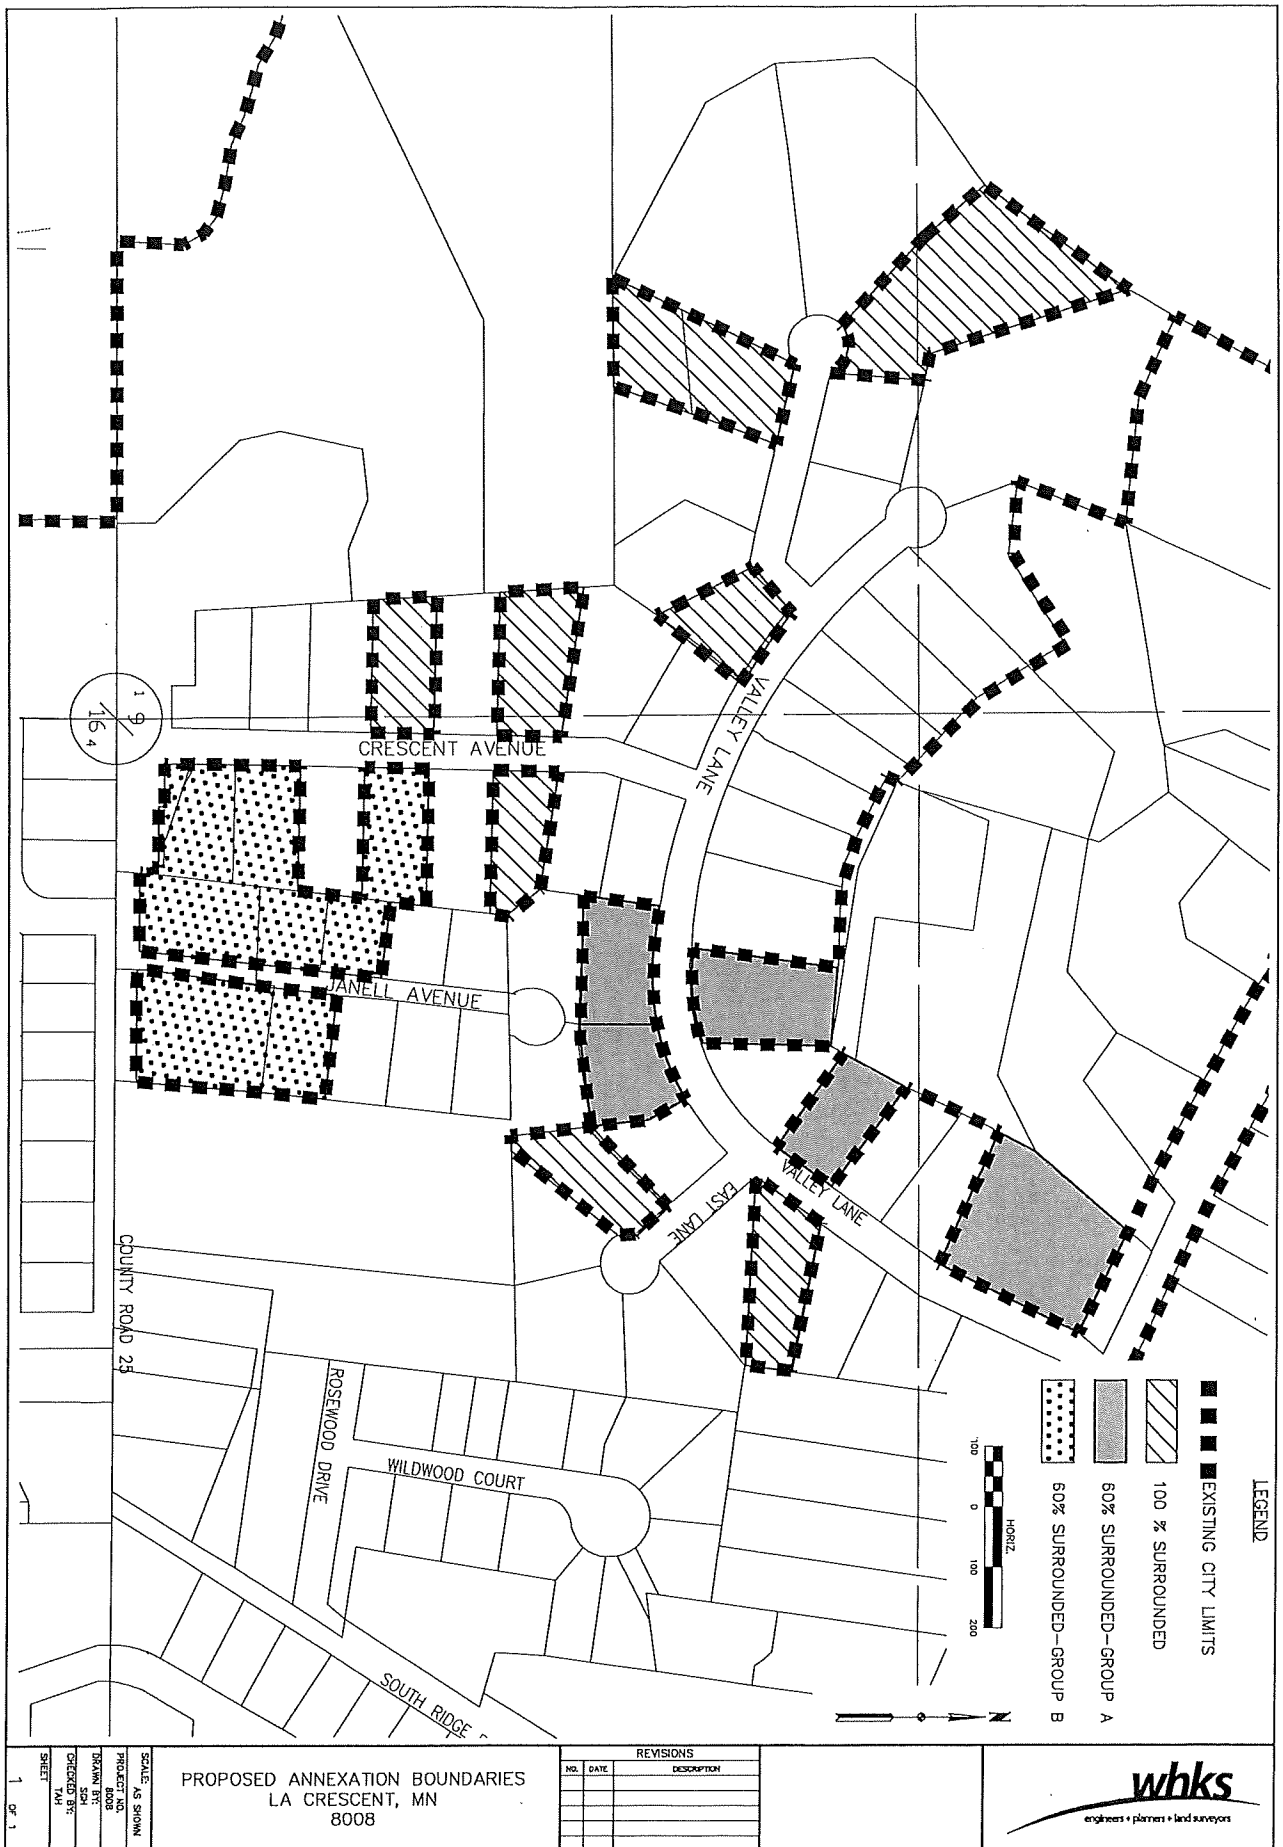 CRESCENT AVENUE
VALLEY LANE
JANELL AVENUE
VALLEY LANE
EAST LANE
COUNTY ROAD 25
ROSEWOOD DRIVE
WILDWOOD COURT
SOUTH RIDGE
1 9
16 4
LEGEND
EXISTING CITY LIMITS
100 % SURROUNDED
60% SURROUNDED-GROUP A
60% SURROUNDED-GROUP B
HORIZ.
100 0 100 200
N
SCALE: AS SHOWN
PROJECT NO.
8008
DRAWN BY:
SGH
CHECKED BY:
TAH
SHEET
1 OF 1
PROPOSED ANNEXATION BOUNDARIES
LA CRESCENT, MN
8008
REVISIONS
NO. DATE DESCRIPTION
whks
engineers + planners + land surveyors